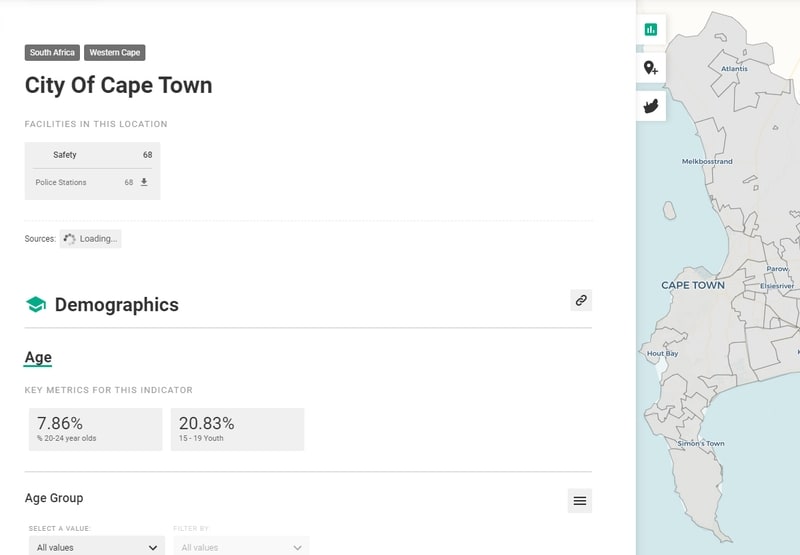 South Africa Western Cape
City Of Cape Town
FACILITIES IN THIS LOCATION
Safety 68
Police Stations 68
Sources: Loading...
Demographics
Age
KEY METRICS FOR THIS INDICATOR
7.86% 20.83%
% 20-24 year olds 15 - 19 Youth
Age Group
SELECT A VALUE: FILTER BY
All values All values
Atlantis
Melkbosstrand
Parow
CAPE TOWN Elsiesriver
Hout Bay
Simon's Town